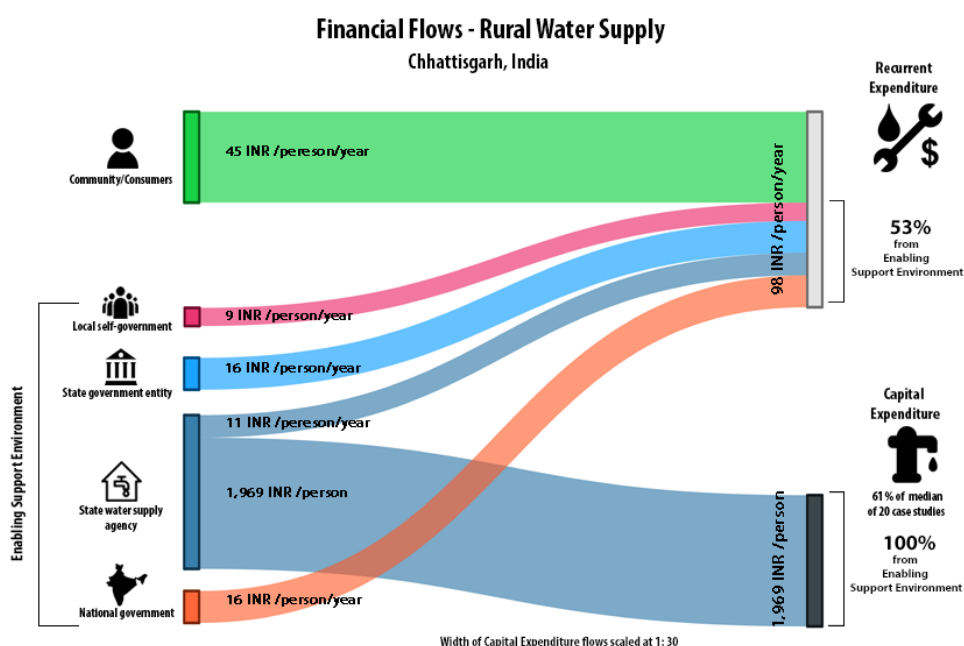 Financial Flows - Rural Water Supply
Chhattisgarh, India
Recurrent
Expenditure
$
45 INR /pereson/year
Community/Consumers
98 INR /person/year
53%
from
Enabling
Support Environment
Enabling Support Environment
9 INR /person/year
Local self-government
16 INR /person/year
State government entity
11 INR /pereson/year
1,969 INR /person
State water supply
agency
16 INR /person/year
National government
Capital
Expenditure
61% of median
of 20 case studies
1,969 INR /person
100%
from
Enabling
Support Environment
Width of Capital Expenditure flows scaled at 1: 30